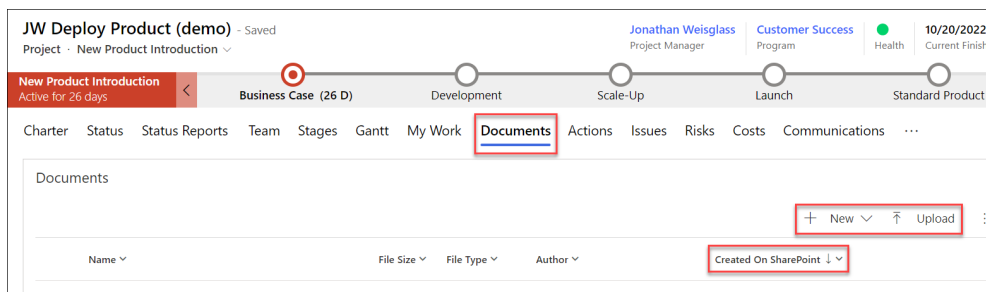 JW Deploy Product (demo) - Saved
Project · New Product Introduction
Jonathan Weisglass
Project Manager
Customer Success
Program
Health
10/20/2022
Current Finish
New Product Introduction
Active for 26 days
Business Case (26 D)
Development
Scale-Up
Launch
Standard Product
Charter Status Status Reports Team Stages Gantt My Work Documents Actions Issues Risks Costs Communications ...
Documents
New Upload
Name File Size File Type Author Created On SharePoint